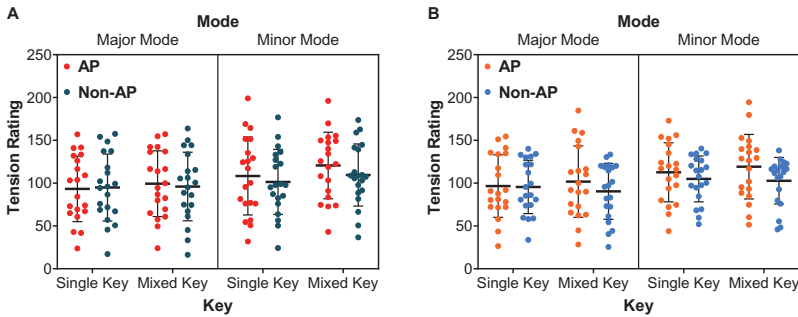 A
Mode
Major Mode
Minor Mode
250
200
150
100
50
0
Tension Rating
AP
Non-AP
Single Key
Mixed Key
Single Key
Mixed Key
Key
B
Mode
Major Mode
Minor Mode
250
200
150
100
50
0
Tension Rating
AP
Non-AP
Single Key
Mixed Key
Single Key
Mixed Key
Key